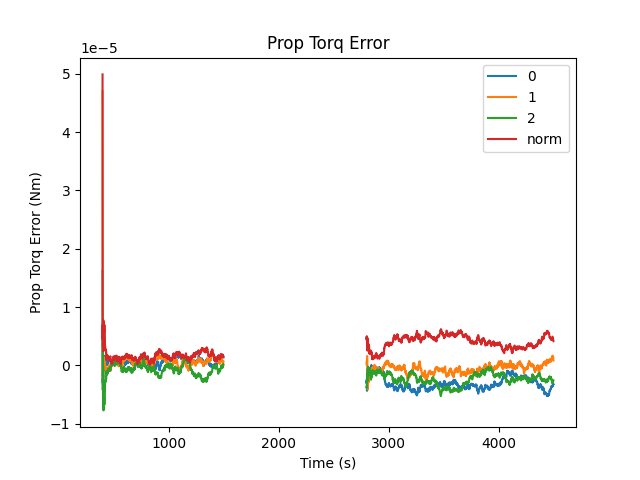 Prop Torq Error
1e−5
5
4
3
2
1
0
−1
1000
2000
3000
4000
Time (s)
Prop Torq Error (Nm)
0
1
2
norm